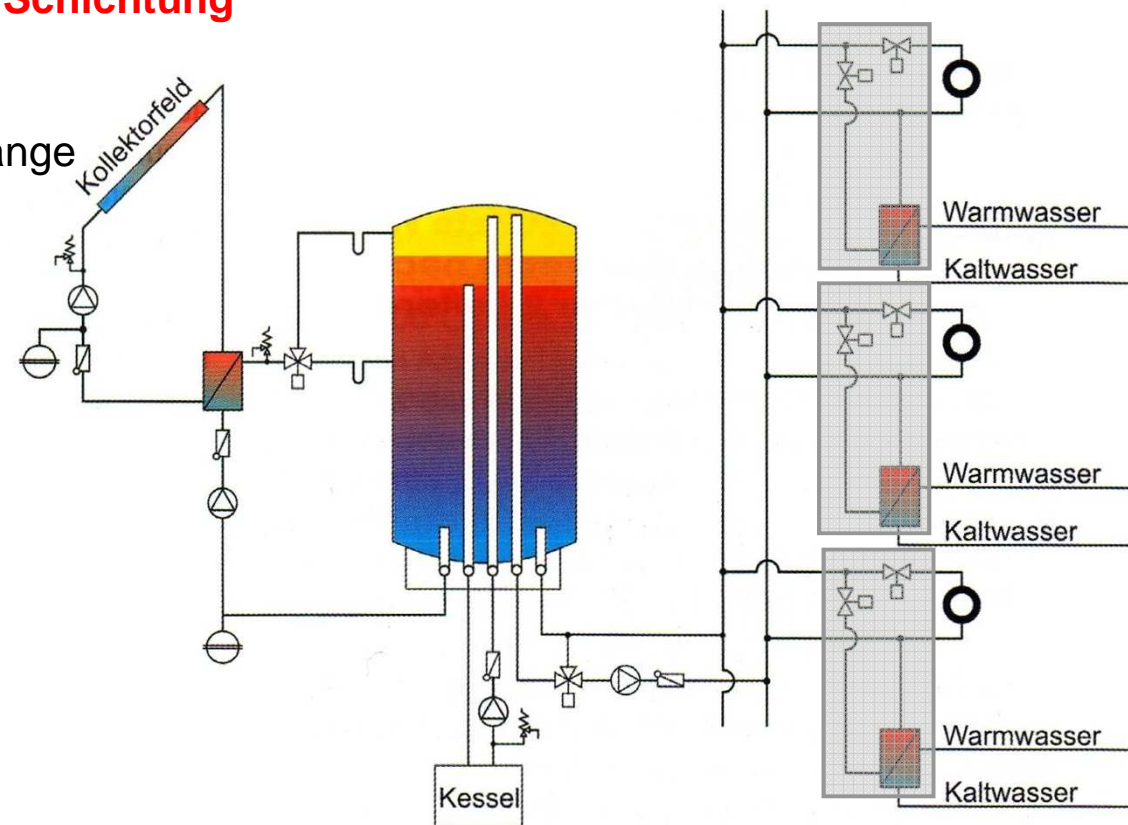 Schichtung
ange
Kollektorfeld
Warmwasser
Kaltwasser
Warmwasser
Kaltwasser
Warmwasser
Kaltwasser
Kessel